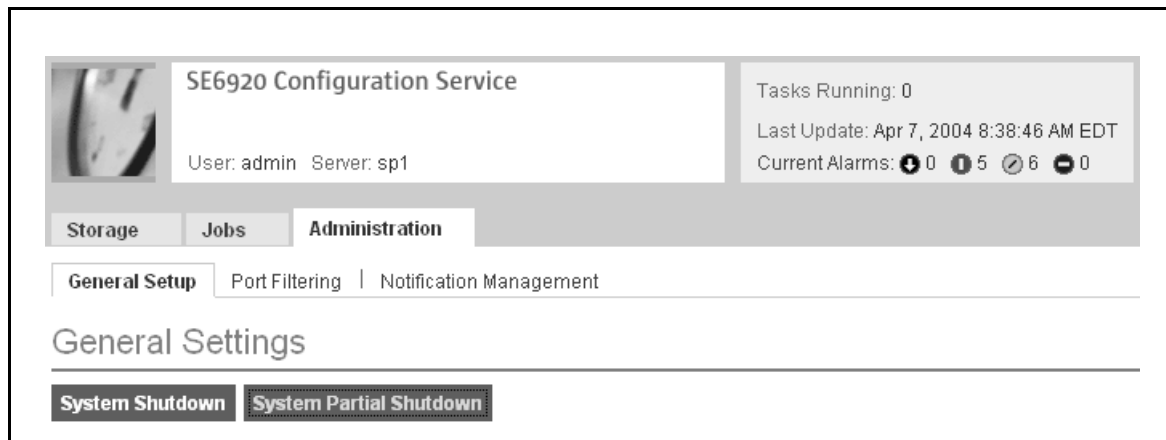 SE6920 Configuration Service
User: admin Server: sp1
Tasks Running: 0
Last Update: Apr 7, 2004 8:38:46 AM EDT
Current Alarms: 0 5 6 0
Storage Jobs Administration
General Setup Port Filtering | Notification Management
General Settings
System Shutdown System Partial Shutdown